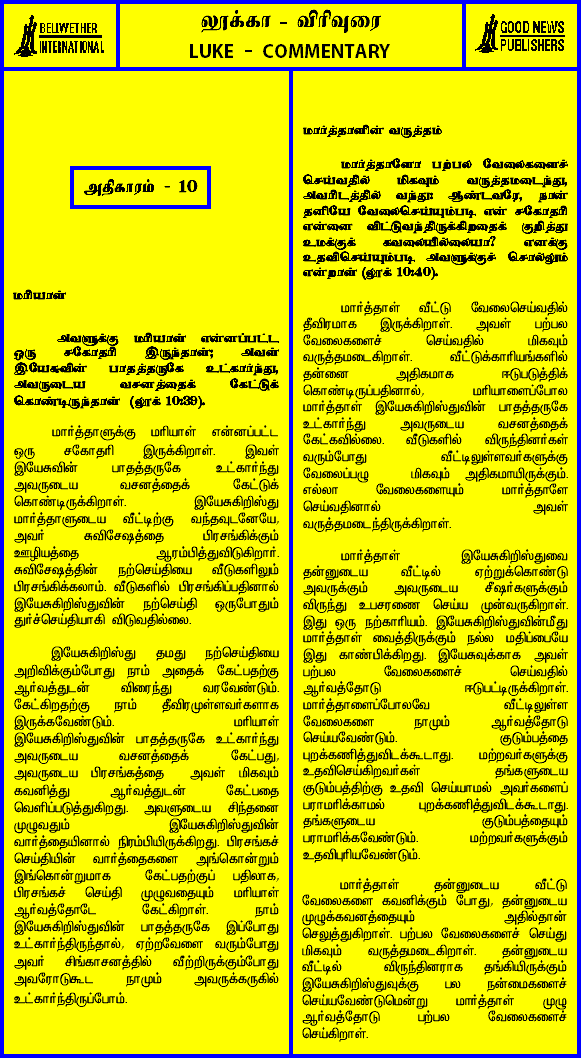 BELWETHER
INTERNATIONAL
லூக்கா - விரிவுரை
LUKE - COMMENTARY
GOOD NEWS
PUBLISHERS
அதிகாரம் - 10
மரியாள்
அவளுக்கு மரியாள் என்னப்பட்ட
ஒரு சகோதரி இருந்தாள்; அவள்
இயேசுவின் பாதத்தருகே உட்கார்ந்து,
அவருடைய வசனத்தைக் கேட்டுக்
கொண்டிருந்தாள் (லூக் 10:39).
மார்த்தாளுக்கு மரியாள் என்னப்பட்ட
ஒரு சகோதரி இருக்கிறாள். இவள்
இயேசுவின் பாதத்தருகே உட்கார்ந்து
அவருடைய வசனத்தைக் கேட்டுக்
கொண்டிருக்கிறாள். இயேசுகிறிஸ்து
மார்த்தாளுடைய வீட்டிற்கு வந்தவுடனேயே,
அவர் சுவிசேஷத்தை பிரசங்கிக்கும்
ஊழியத்தை ஆரம்பித்துவிடுகிறார்.
சுவிசேஷத்தின் நற்செய்தியை வீடுகளிலும்
பிரசங்கிக்கலாம். வீடுகளில் பிரசங்கிப்பதினால்
இயேசுகிறிஸ்துவின் நற்செய்தி ஒருபோதும்
துர்ச்செய்தியாகி விடுவதில்லை.
இயேசுகிறிஸ்து தமது நற்செய்தியை
அறிவிக்கும்போது நாம் அதைக் கேட்பதற்கு
ஆர்வத்துடன் விரைந்து வரவேண்டும்.
கேட்கிறதற்கு நாம் தீவிரமுள்ளவர்களாக
இருக்கவேண்டும். மரியாள்
இயேசுகிறிஸ்துவின் பாதத்தருகே உட்கார்ந்து
அவருடைய வசனத்தைக் கேட்பது,
அவருடைய பிரசங்கத்தை அவள் மிகவும்
கவனித்து ஆர்வத்துடன் கேட்பதை
வெளிப்படுத்துகிறது. அவளுடைய சிந்தனை
முழுவதும் இயேசுகிறிஸ்துவின்
வார்த்தையினால் நிரம்பியிருக்கிறது. பிரசங்கச்
செய்தியின் வார்த்தைகளை அங்கொன்றும்
இங்கொன்றுமாக கேட்பதற்குப் பதிலாக,
பிரசங்கச் செய்தி முழுவதையும் மரியாள்
ஆர்வத்தோடே கேட்கிறாள். நாம்
இயேசுகிறிஸ்துவின் பாதத்தருகே இப்போது
உட்கார்ந்திருந்தால், ஏற்றவேளை வரும்போது
அவர் சிங்காசனத்தில் வீற்றிருக்கும்போது
அவரோடுகூட நாமும் அவருக்கருகில்
உட்கார்ந்திருப்போம்.
மார்த்தாளின் வருத்தம்
மார்த்தாளோ பற்பல வேலைகளைச்
செய்வதில் மிகவும் வருத்தமடைந்து,
அவரிடத்தில் வந்து: ஆண்டவரே, நான்
தனியே வேலைசெய்யும்படி என் சகோதரி
என்னை விட்டுவந்திருக்கிறதைக் குறித்து
உமக்குக் கவலையில்லையா? எனக்கு
உதவிசெய்யும்படி அவளுக்குச் சொல்லும்
என்றாள் (லூக் 10:40).
மார்த்தாள் வீட்டு வேலைசெய்வதில்
தீவிரமாக இருக்கிறாள். அவள் பற்பல
வேலைகளைச் செய்வதில் மிகவும்
வருத்தமடைகிறாள். வீட்டுக்காரியங்களில்
தன்னை அதிகமாக ஈடுபடுத்திக்
கொண்டிருப்பதினால், மரியாளைப்போல
மார்த்தாள் இயேசுகிறிஸ்துவின் பாதத்தருகே
உட்கார்ந்து அவருடைய வசனத்தைக்
கேட்கவில்லை. வீடுகளில் விருந்தினர்கள்
வரும்போது வீட்டிலுள்ளவர்களுக்கு
வேலைப்பழு மிகவும் அதிகமாயிருக்கும்.
எல்லா வேலைகளையும் மார்த்தாளே
செய்வதினால் அவள்
வருத்தமடைந்திருக்கிறாள்.
மார்த்தாள் இயேசுகிறிஸ்துவை
தன்னுடைய வீட்டில் ஏற்றுக்கொண்டு
அவருக்கும் அவருடைய சீஷர்களுக்கும்
விருந்து உபசரணை செய்ய முன்வருகிறாள்.
இது ஒரு நற்காரியம். இயேசுகிறிஸ்துவின்மீது
மார்த்தாள் வைத்திருக்கும் நல்ல மதிப்பையே
இது காண்பிக்கிறது. இயேசுவுக்காக அவள்
பற்பல வேலைகளைச் செய்வதில்
ஆர்வத்தோடு ஈடுபட்டிருக்கிறாள்.
மார்த்தாளைப்போலவே வீட்டிலுள்ள
வேலைகளை நாமும் ஆர்வத்தோடு
செய்யவேண்டும். குடும்பத்தை
புறக்கணித்துவிடக்கூடாது. மற்றவர்களுக்கு
உதவிசெய்கிறவர்கள் தங்களுடைய
குடும்பத்திற்கு உதவி செய்யாமல் அவர்களைப்
பராமரிக்காமல் புறக்கணித்துவிடக்கூடாது.
தங்களுடைய குடும்பத்தையும்
பராமரிக்கவேண்டும். மற்றவர்களுக்கும்
உதவிபுரியவேண்டும்.
மார்த்தாள் தன்னுடைய வீட்டு
வேலைகளை கவனிக்கும் போது, தன்னுடைய
முழுக்கவனத்தையும் அதில்தான்
செலுத்துகிறாள். பற்பல வேலைகளைச் செய்து
மிகவும் வருத்தமடைகிறாள். தன்னுடைய
வீட்டில் விருந்தினராக தங்கியிருக்கும்
இயேசுகிறிஸ்துவுக்கு பல நன்மைகளைச்
செய்யவேண்டுமென்று மார்த்தாள் முழு
ஆர்வத்தோடு பற்பல வேலைகளைச்
செய்கிறாள்.